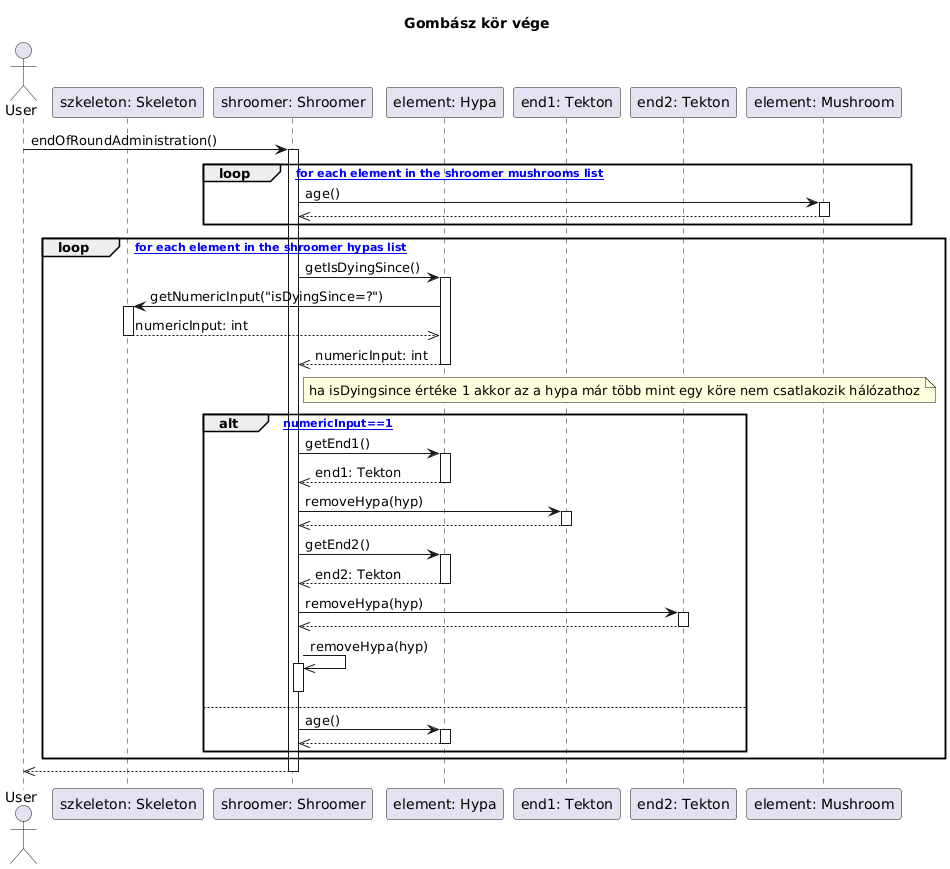 Gombász kör vége
User
szkeleton: Skeleton
shroomer: Shroomer
element: Hypa
end1: Tekton
end2: Tekton
element: Mushroom
endOfRoundAdministration()
loop
for each element in the shroomer mushrooms list
age()
loop
for each element in the shroomer hypas list
getIsDyingSince()
getNumericInput("isDyingSince=?")
numericInput: int
numericInput: int
ha isDyingsince értéke 1 akkor az a hypa már több mint egy köre nem csatlakozik hálózathoz
alt
numericInput==1
getEnd1()
end1: Tekton
removeHypa(hyp)
getEnd2()
end2: Tekton
removeHypa(hyp)
removeHypa(hyp)
age()
User
szkeleton: Skeleton
shroomer: Shroomer
element: Hypa
end1: Tekton
end2: Tekton
element: Mushroom